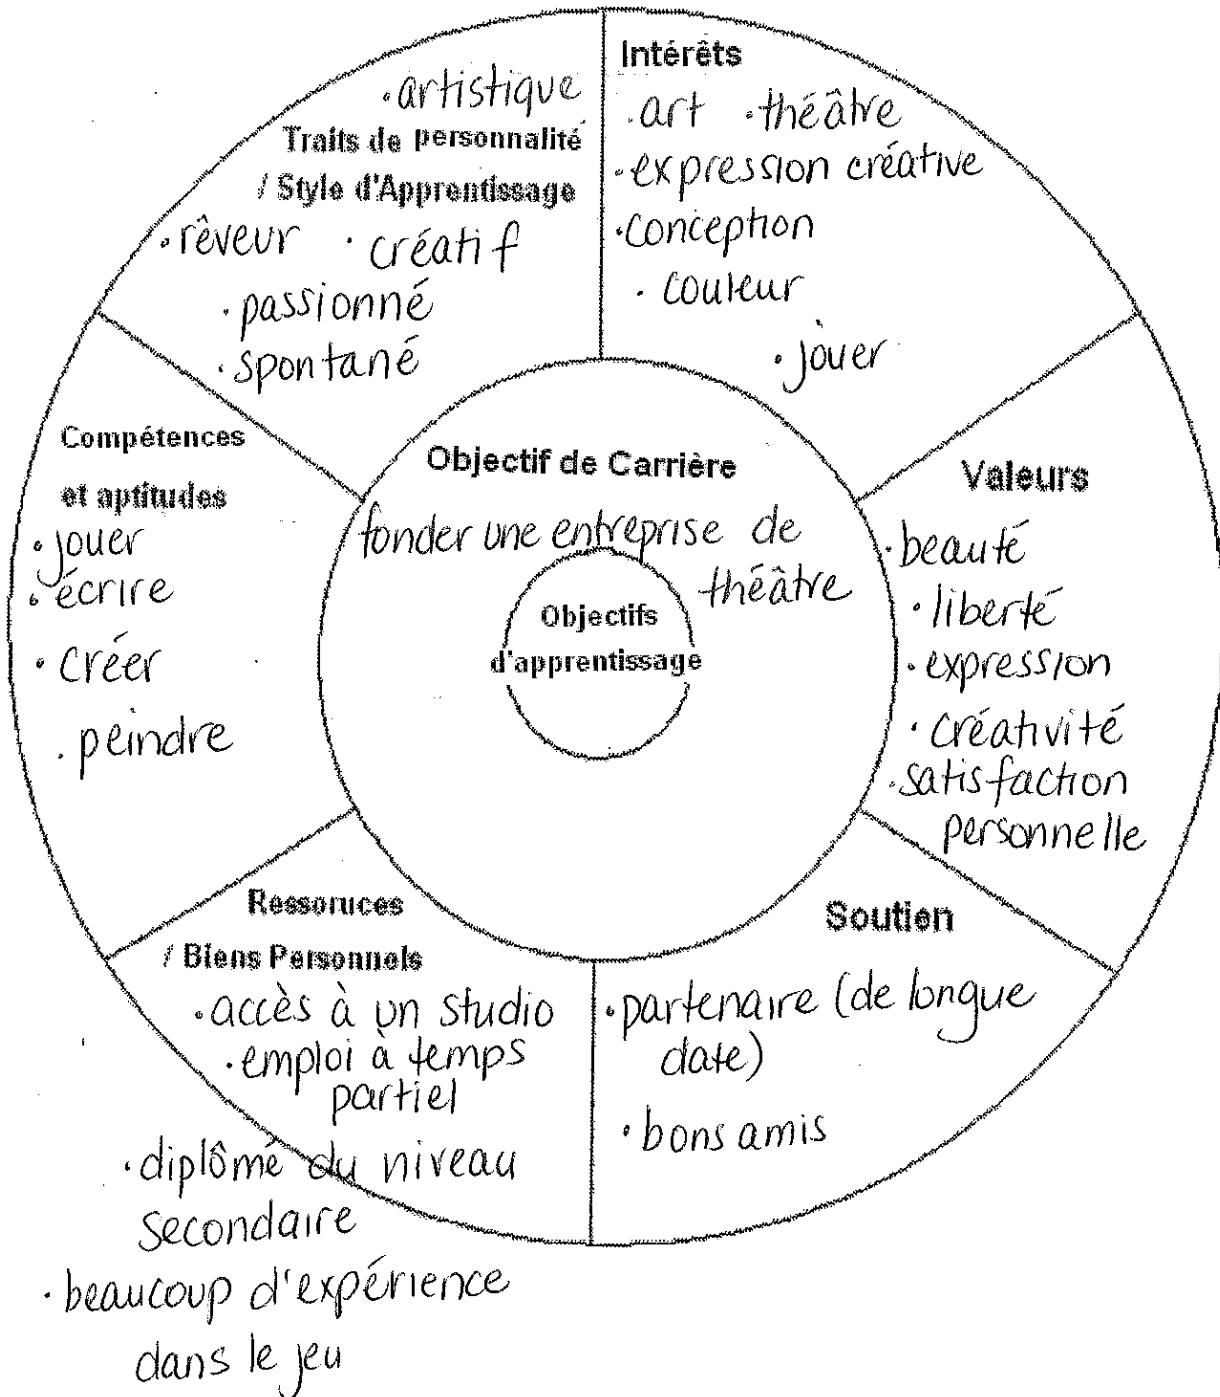 • artistique
Traits de personnalité
/ Style d'Apprentissage
• rêveur • créatif
• passionné
• spontané
Intérêts
• art • théâtre
• expression créative
• conception
• couleur
• jouer
Compétences
et aptitudes
• jouer
• écrire
• créer
• peindre
Objectif de Carrière
fonder une entreprise de
théâtre
Objectifs
d'apprentissage
Valeurs
• beauté
• liberté
• expression
• créativité
• satisfaction
personnelle
Ressoruces
/ Biens Personnels
• accès à un studio
• emploi à temps
partiel
• diplômé du niveau
secondaire
• beaucoup d'expérience
dans le jeu
Soutien
• partenaire (de longue
date)
• bons amis